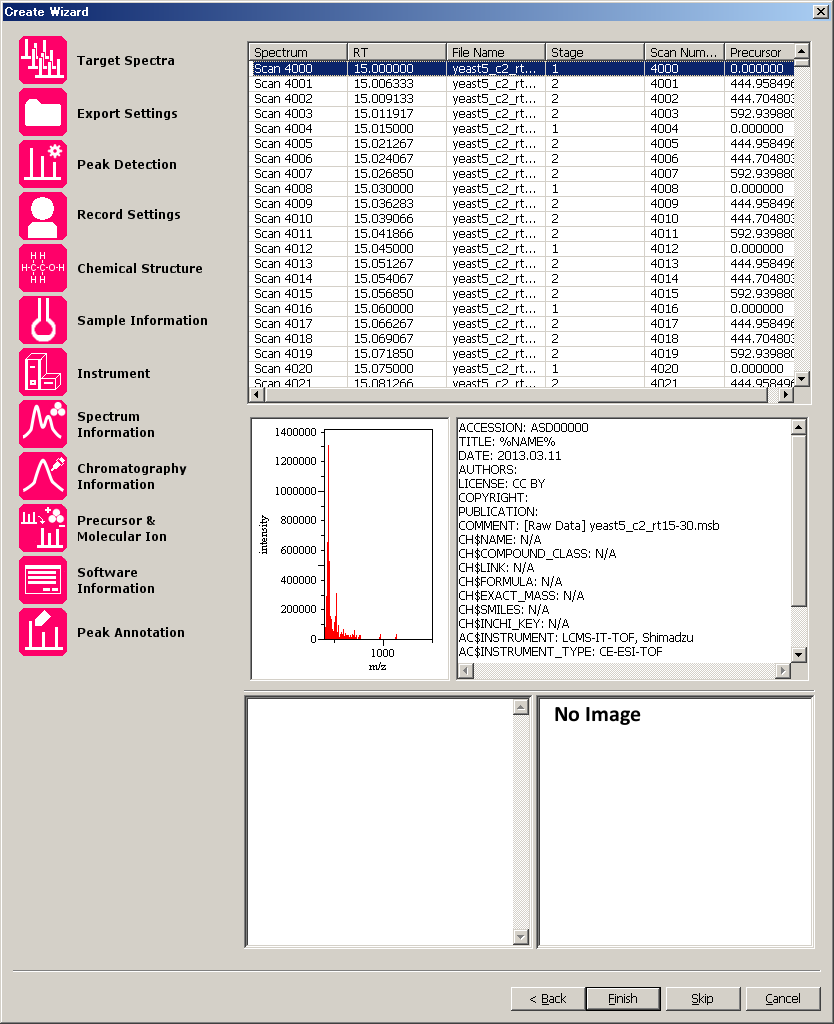 Create Wizard
Target Spectra
Export Settings
Peak Detection
Record Settings
H H
H-C-C-O-H
H H
Chemical Structure
Sample Information
Instrument
Spectrum
Information
Chromatography
Information
Precursor &
Molecular Ion
Software
Information
Peak Annotation
Spectrum RT File Name Stage Scan Num... Precursor
Scan 4000 15.000000 yeast5_c2_rt... 1 4000 0.000000
Scan 4001 15.006333 yeast5_c2_rt... 2 4001 444.958496
Scan 4002 15.009133 yeast5_c2_rt... 2 4002 444.704803
Scan 4003 15.011917 yeast5_c2_rt... 2 4003 592.939880
Scan 4004 15.015000 yeast5_c2_rt... 1 4004 0.000000
Scan 4005 15.021267 yeast5_c2_rt... 2 4005 444.958496
Scan 4006 15.024067 yeast5_c2_rt... 2 4006 444.704803
Scan 4007 15.026850 yeast5_c2_rt... 2 4007 592.939880
Scan 4008 15.030000 yeast5_c2_rt... 1 4008 0.000000
Scan 4009 15.036283 yeast5_c2_rt... 2 4009 444.958496
Scan 4010 15.039066 yeast5_c2_rt... 2 4010 444.704803
Scan 4011 15.041866 yeast5_c2_rt... 2 4011 592.939880
Scan 4012 15.045000 yeast5_c2_rt... 1 4012 0.000000
Scan 4013 15.051267 yeast5_c2_rt... 2 4013 444.958496
Scan 4014 15.054067 yeast5_c2_rt... 2 4014 444.704803
Scan 4015 15.056850 yeast5_c2_rt... 2 4015 592.939880
Scan 4016 15.060000 yeast5_c2_rt... 1 4016 0.000000
Scan 4017 15.066267 yeast5_c2_rt... 2 4017 444.958496
Scan 4018 15.069067 yeast5_c2_rt... 2 4018 444.704803
Scan 4019 15.071850 yeast5_c2_rt... 2 4019 592.939880
Scan 4020 15.075000 yeast5_c2_rt... 1 4020 0.000000
Scan 4021 15.081266 yeast5_c2_rt... 2 4021 444.958496
1400000
1200000
1000000
800000
600000
400000
200000
0
intensity
1000
m/z
ACCESSION: ASD00000
TITLE: %NAME%
DATE: 2013.03.11
AUTHORS:
LICENSE: CC BY
COPYRIGHT:
PUBLICATION:
COMMENT: [Raw Data] yeast5_c2_rt15-30.msb
CH$NAME: N/A
CH$COMPOUND_CLASS: N/A
CH$LINK: N/A
CH$FORMULA: N/A
CH$EXACT_MASS: N/A
CH$SMILES: N/A
CH$INCHI_KEY: N/A
AC$INSTRUMENT: LCMS-IT-TOF, Shimadzu
AC$INSTRUMENT_TYPE: CE-ESI-TOF
No Image
< Back Finish Skip Cancel